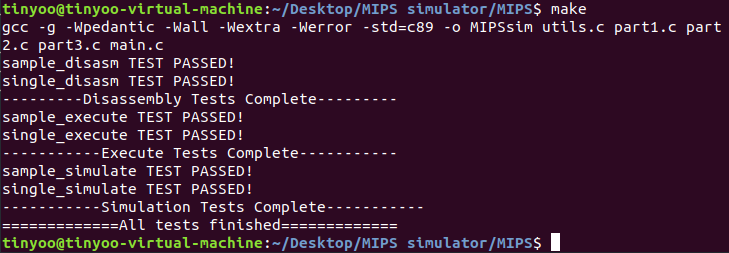 tinyoo@tinyoo-virtual-machine:~/Desktop/MIPS simulator/MIPS$ make
gcc -g -Wpedantic -Wall -Wextra -Werror -std=c89 -o MIPSsim utils.c part1.c part
2.c part3.c main.c
sample_disasm TEST PASSED!
single_disasm TEST PASSED!
---------Disassembly Tests Complete---------
sample_execute TEST PASSED!
single_execute TEST PASSED!
-----------Execute Tests Complete-----------
sample_simulate TEST PASSED!
single_simulate TEST PASSED!
-----------Simulation Tests Complete-----------
=============All tests finished=============
tinyoo@tinyoo-virtual-machine:~/Desktop/MIPS simulator/MIPS$